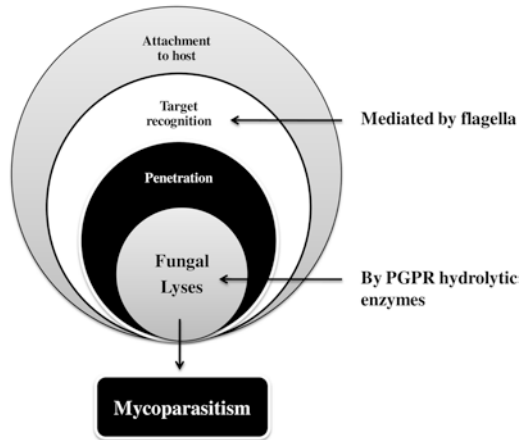 Attachment
to host
Target
recognition
Mediated by flagella
Penetration
Fungal
Lyses
By PGPR hydrolytic
enzymes
Mycoparasitism